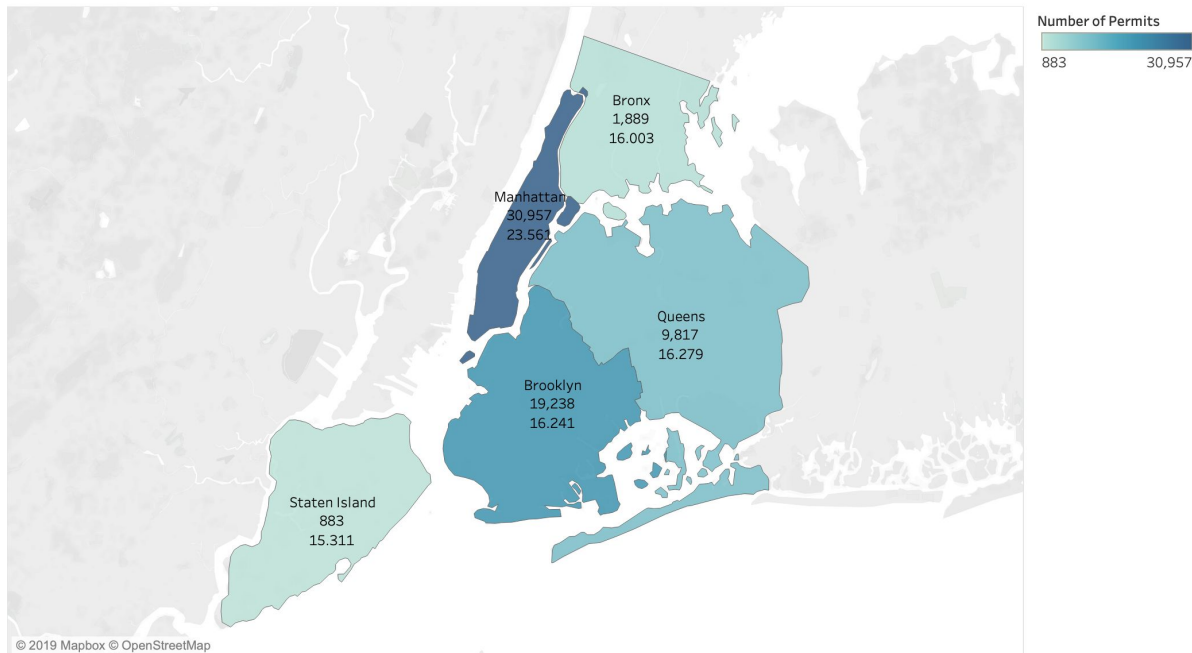 Number of Permits
883 30,957
Bronx
1,889
16.003
Manhattan
30,957
23.561
Queens
9,817
16.279
Brooklyn
19,238
16.241
Staten Island
883
15.311
© 2019 Mapbox © OpenStreetMap